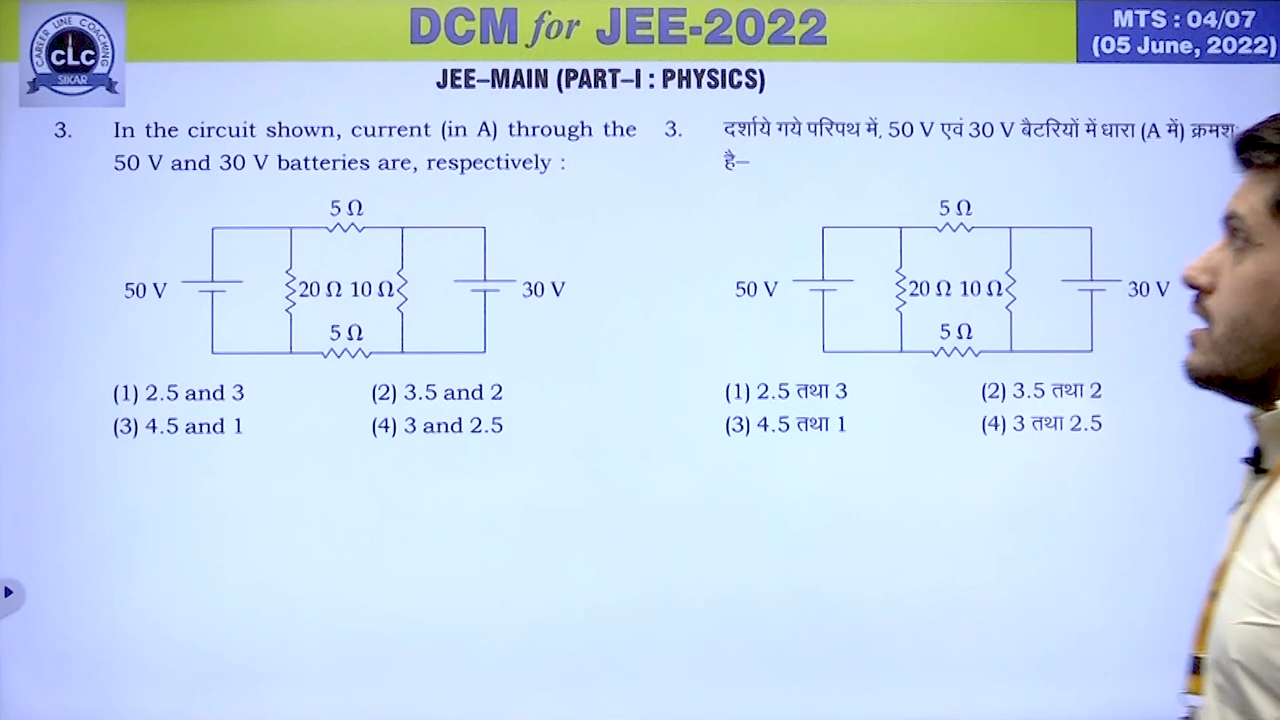 CAREER LINE COACHING
CLC
SIKAR
DCM for JEE-2022
MTS : 04/07
(05 June, 2022)
JEE–MAIN (PART–I : PHYSICS)
3. In the circuit shown, current (in A) through the
50 V and 30 V batteries are, respectively :
5 Ω
50 V
20 Ω
10 Ω
30 V
5 Ω
(1) 2.5 and 3 (2) 3.5 and 2
(3) 4.5 and 1 (4) 3 and 2.5
3. दर्शाये गये परिपथ में, 50 V एवं 30 V बैटरियों में धारा (A में) क्रमशः
है–
5 Ω
50 V
20 Ω
10 Ω
30 V
5 Ω
(1) 2.5 तथा 3 (2) 3.5 तथा 2
(3) 4.5 तथा 1 (4) 3 तथा 2.5